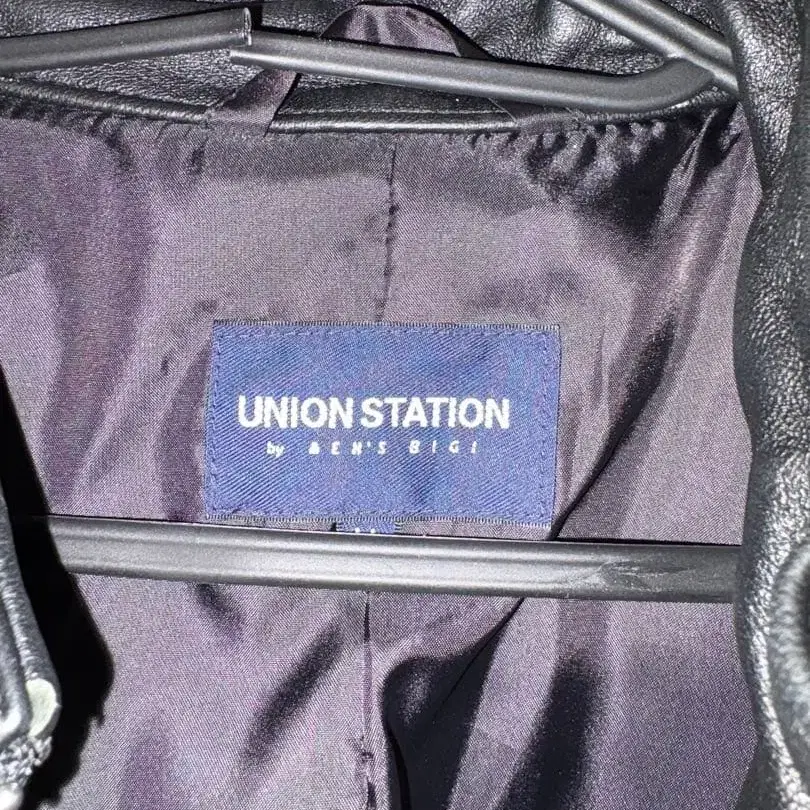 UNION STATION
by MEN'S BIGI